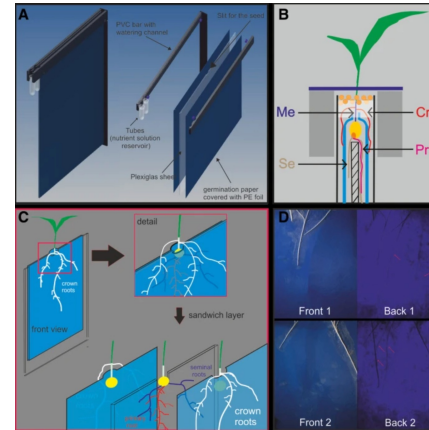 A
PVC bar with
watering channel
Slit for the seed
Tubes
(nutrient solution
reservoir)
Plexiglas sheet
germination paper
covered with PE foil
B
Me
Cr
Se
Pr
C
detail
crown
roots
front view
sandwich layer
seminal
roots
crown
roots
D
Front 1
Back 1
Front 2
Back 2